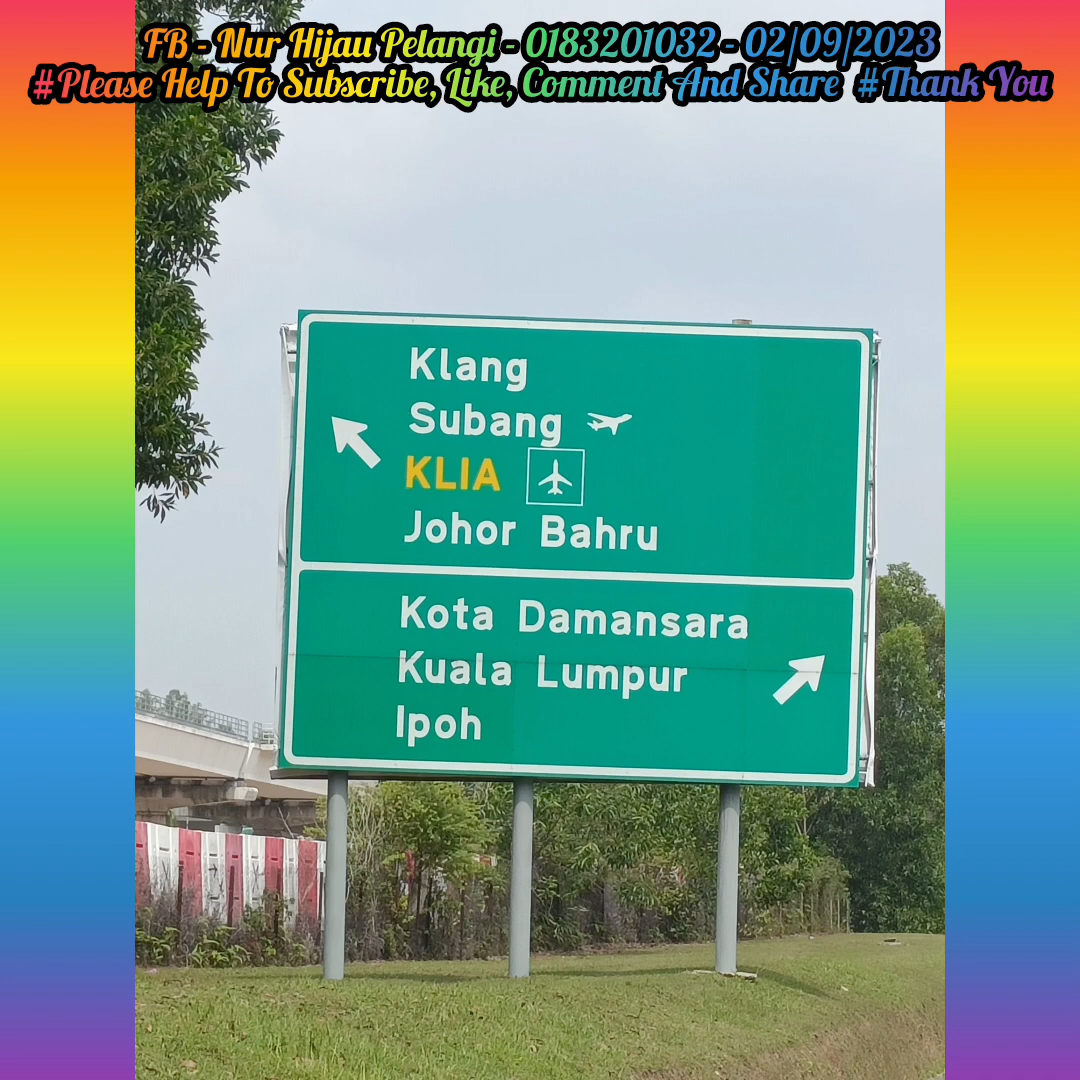 FB - Nur Hijau Pelangi - 0183201032 - 02/09/2023
#Please Help To Subscribe, Like, Comment And Share #Thank You
Klang
Subang
KLIA
Johor Bahru
Kota Damansara
Kuala Lumpur
Ipoh